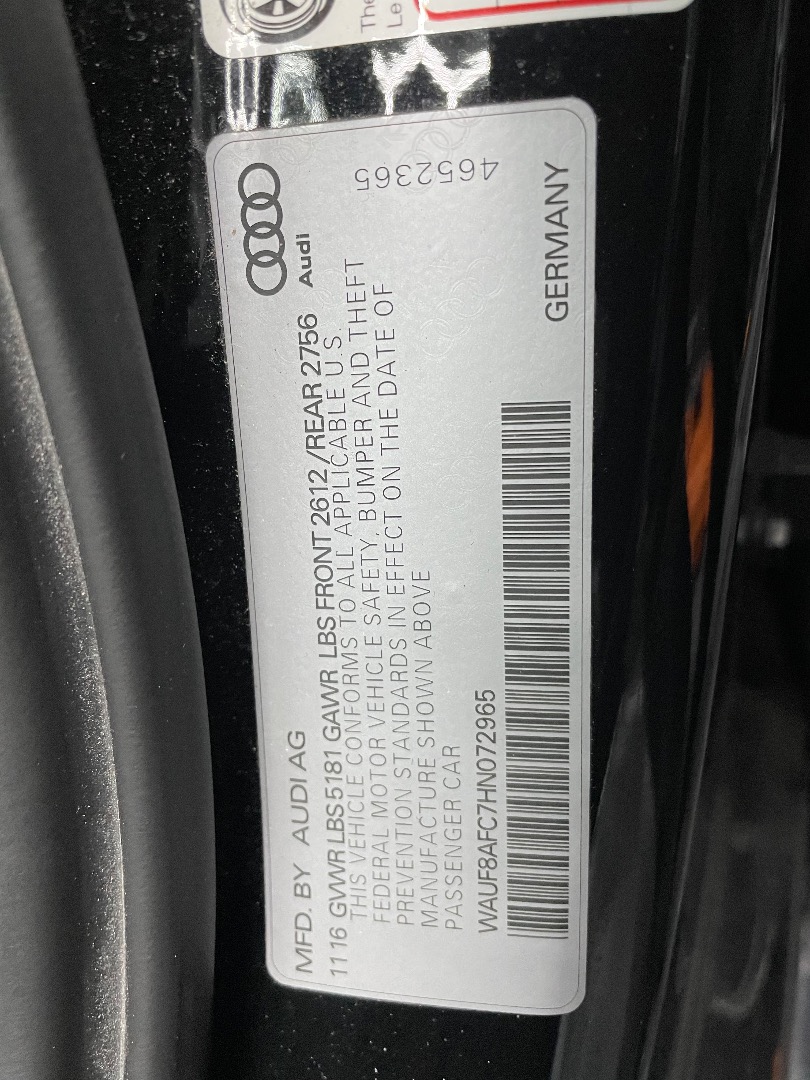 The
Le
Audi
4652365
MFD. BY AUDI AG
11 16 GVWR LBS 5181 GAWR LBS FRONT 2612 /REAR 2756
THIS VEHICLE CONFORMS TO ALL APPLICABLE U.S.
FEDERAL MOTOR VEHICLE SAFETY, BUMPER AND THEFT
PREVENTION STANDARDS IN EFFECT ON THE DATE OF
MANUFACTURE SHOWN ABOVE
PASSENGER CAR
WAUF8AFC7HN072965
GERMANY